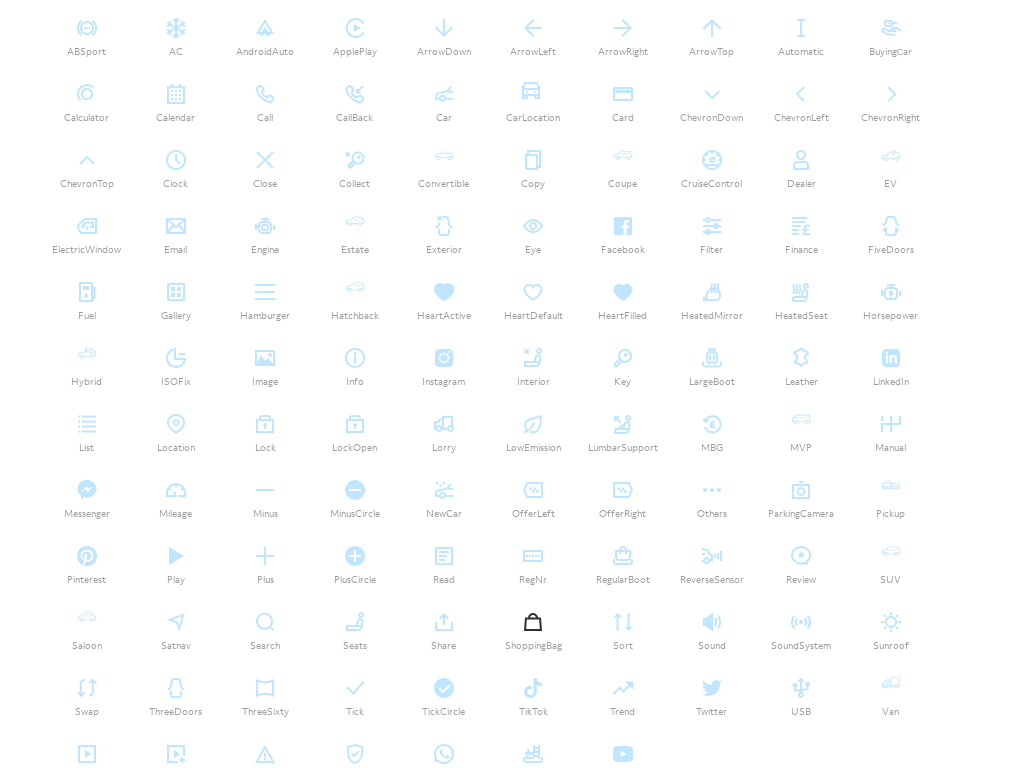 ABSport AC AndroidAuto ApplePlay ArrowDown ArrowLeft ArrowRight ArrowTop Automatic BuyingCar
Calculator Calendar Call CallBack Car CarLocation Card ChevronDown ChevronLeft ChevronRight
ChevronTop Clock Close Collect Convertible Copy Coupe CruiseControl Dealer EV
ElectricWindow Email Engine Estate Exterior Eye Facebook Filter Finance FiveDoors
Fuel Gallery Hamburger Hatchback HeartActive HeartDefault HeartFilled HeatedMirror HeatedSeat Horsepower
Hybrid ISOFix Image Info Instagram Interior Key LargeBoot Leather LinkedIn
List Location Lock LockOpen Lorry LowEmission LumbarSupport MBG MVP Manual
Messenger Mileage Minus MinusCircle NewCar OfferLeft OfferRight Others ParkingCamera Pickup
Pinterest Play Plus PlusCircle Read RegNr RegularBoot ReverseSensor Review SUV
Saloon Satnav Search Seats Share ShoppingBag Sort Sound SoundSystem Sunroof
Swap ThreeDoors ThreeSixty Tick TickCircle TikTok Trend Twitter USB Van